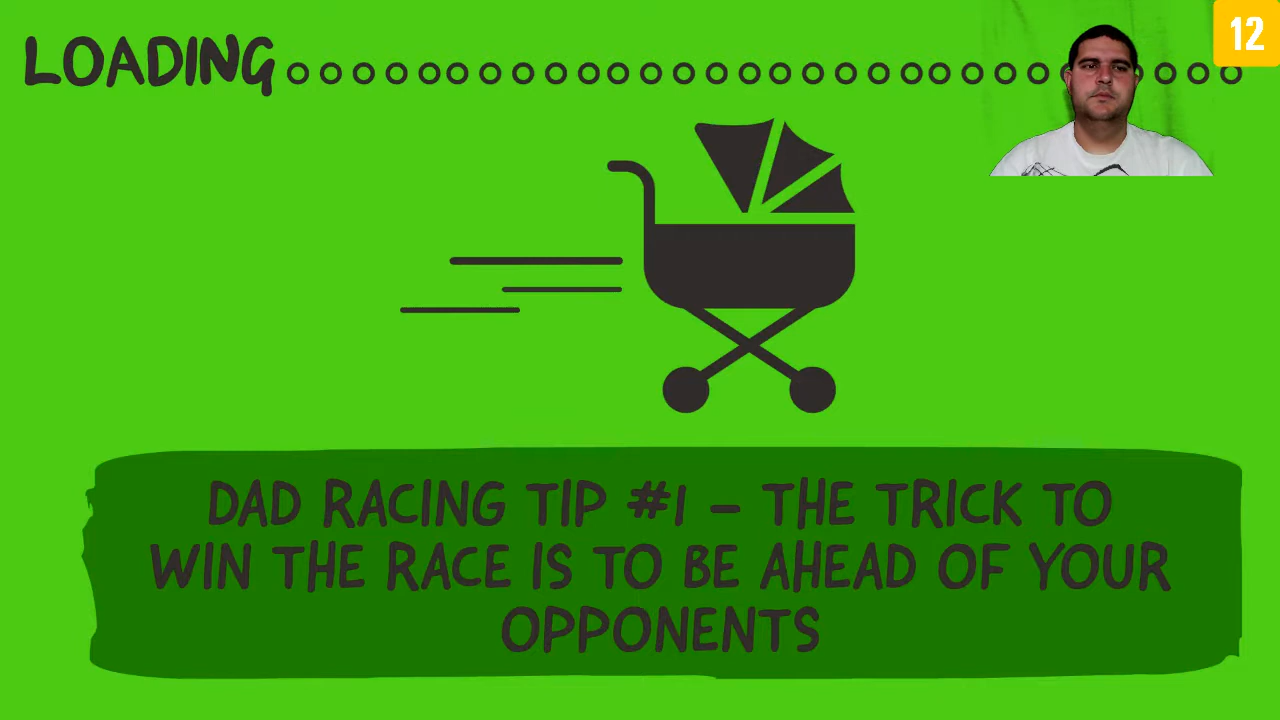 12
LOADING
DAD RACING TIP #1 – THE TRICK TO
WIN THE RACE IS TO BE AHEAD OF YOUR
OPPONENTS